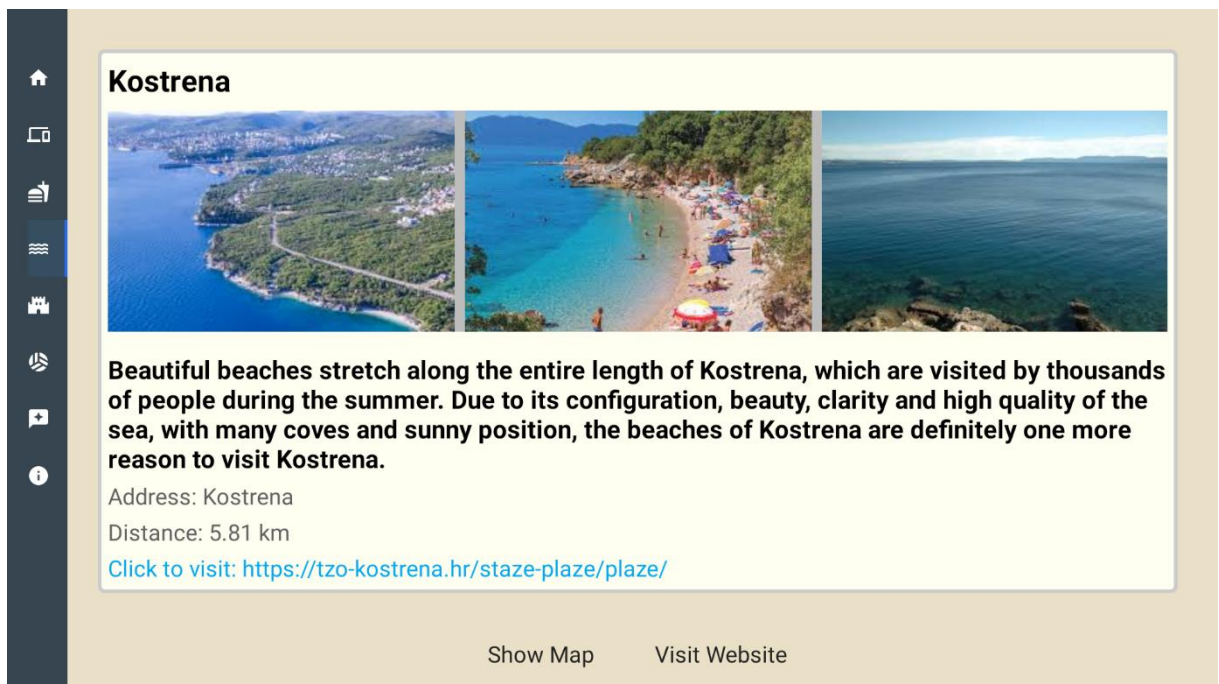 Kostrena
Beautiful beaches stretch along the entire length of Kostrena, which are visited by thousands
of people during the summer. Due to its configuration, beauty, clarity and high quality of the
sea, with many coves and sunny position, the beaches of Kostrena are definitely one more
reason to visit Kostrena.
Address: Kostrena
Distance: 5.81 km
Click to visit: https://tzo-kostrena.hr/staze-plaze/plaze/
Show Map Visit Website